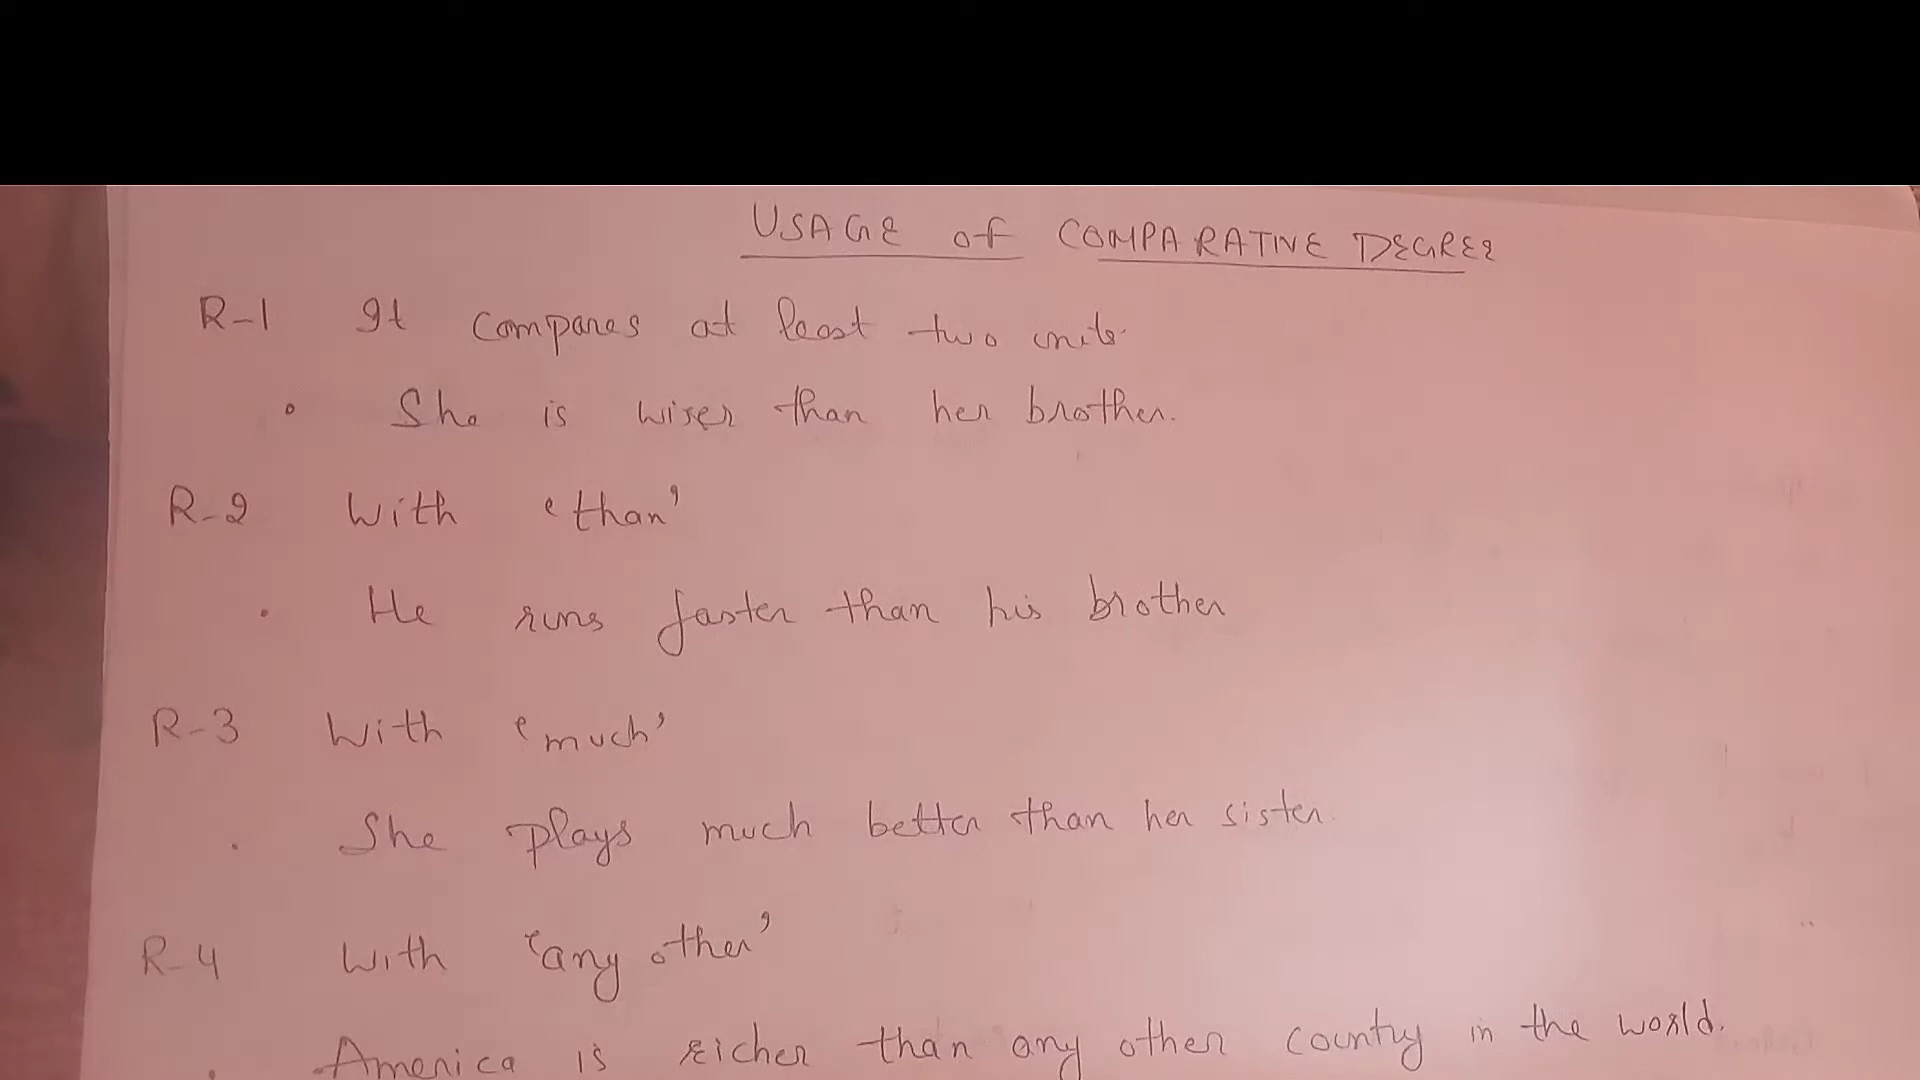 USAGE of COMPARATIVE DEGREE
R-1 It compares at least two units.
• She is wiser than her brother.
R-2 With 'than'
• He runs faster than his brother
R-3 With 'much'
• She plays much better than her sister.
R-4 With 'any other'
• America is richer than any other country in the world.